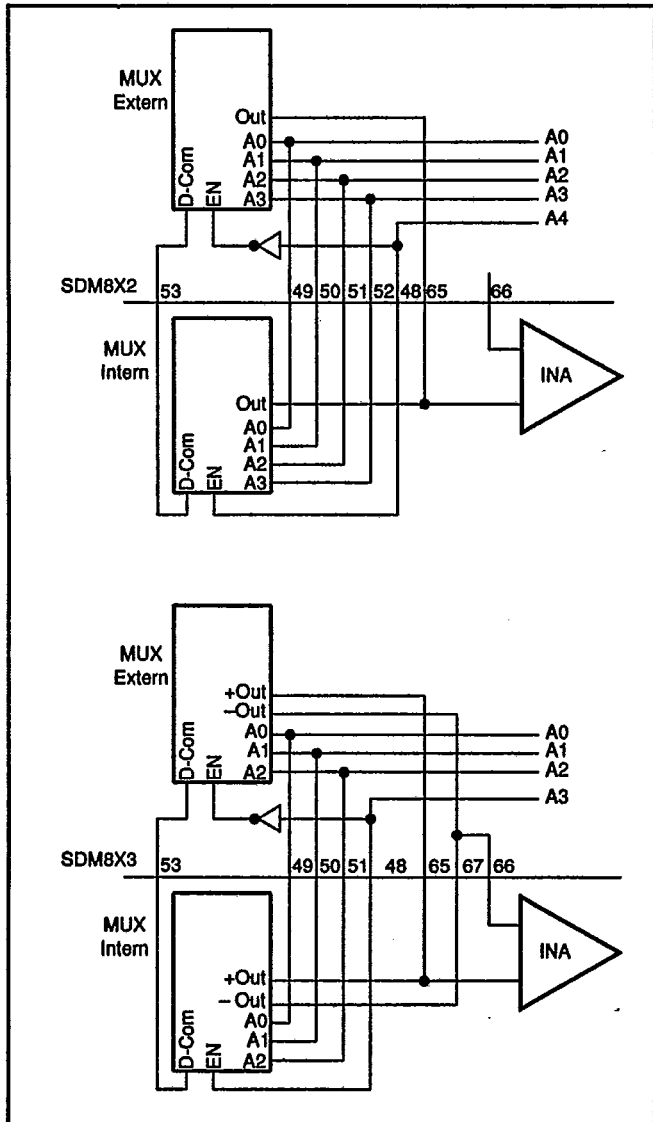 MUX
Extern
Out
A0
A0
A1
A1
A2
A2
A3
A3
D-Com
EN
A4
SDM8X2
53
49
50
51
52
48
65
66
MUX
Intern
INA
Out
A0
A1
A2
A3
D-Com
EN
MUX
Extern
+Out
−Out
A0
A0
A1
A1
A2
A2
D-Com
EN
A3
SDM8X3
53
49
50
51
48
65
67
66
MUX
Intern
INA
+Out
− Out
A0
A1
A2
D-Com
EN